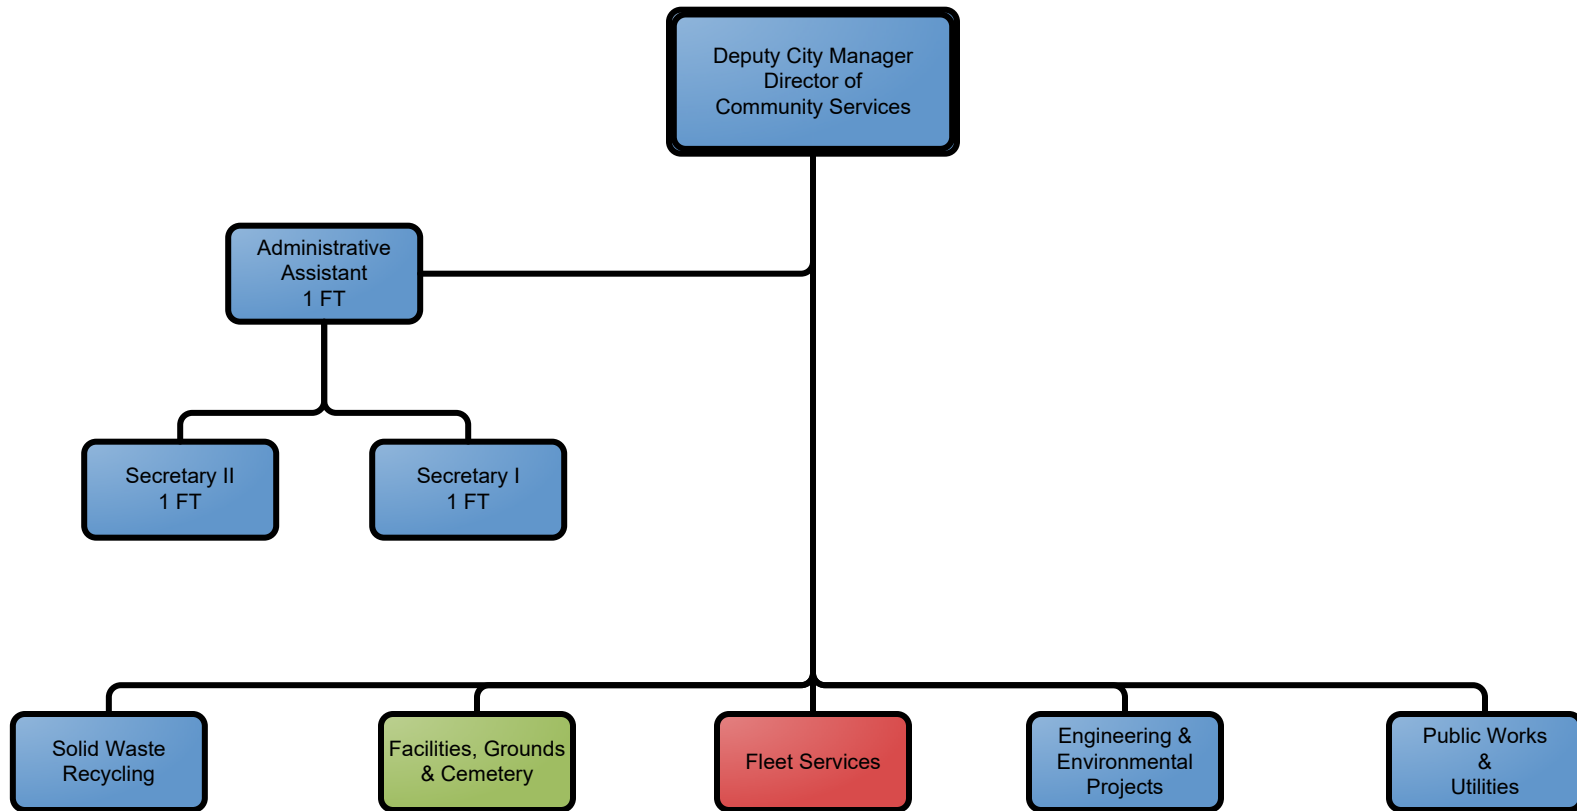 Deputy City Manager
Director of
Community Services
Administrative
Assistant
1 FT
Secretary II
1 FT
Secretary I
1 FT
Solid Waste
Recycling
Facilities, Grounds
& Cemetery
Fleet Services
Engineering &
Environmental
Projects
Public Works
&
Utilities